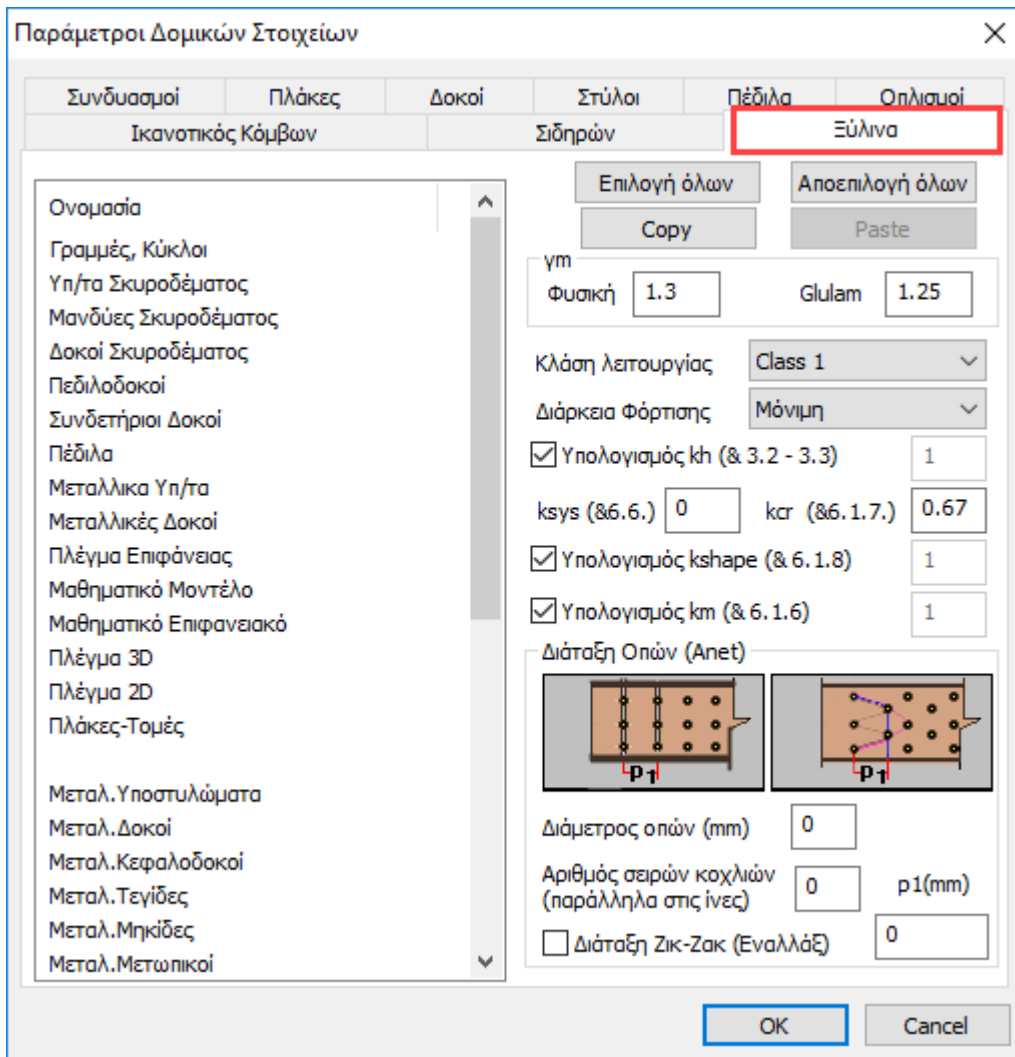 Παράμετροι Δομικών Στοιχείων
Συνδυασμοί Πλάκες Δοκοί Στύλοι Πέδιλα Οπλισμοί
Ικανοτικός Κόμβων Σιδηρών Ξύλινα
Ονομασία
Γραμμές, Κύκλοι
Υπ/τα Σκυροδέματος
Μανδύες Σκυροδέματος
Δοκοί Σκυροδέματος
Πεδιλοδοκοί
Συνδετήριοι Δοκοί
Πέδιλα
Μεταλλικα Υπ/τα
Μεταλλικές Δοκοί
Πλέγμα Επιφάνειας
Μαθηματικό Μοντέλο
Μαθηματικό Επιφανειακό
Πλέγμα 3D
Πλέγμα 2D
Πλάκες-Τομές
Μεταλ.Υποστυλώματα
Μεταλ.Δοκοί
Μεταλ.Κεφαλοδοκοί
Μεταλ.Τεγίδες
Μεταλ.Μηκίδες
Μεταλ.Μετωπικοί
Επιλογή όλων Αποεπιλογή όλων
Copy Paste
γm
Φυσική 1.3 Glulam 1.25
Κλάση λειτουργίας Class 1
Διάρκεια Φόρτισης Μόνιμη
Υπολογισμός kh (& 3.2 - 3.3) 1
ksys (&6.6.) 0 kcr (&6.1.7.) 0.67
Υπολογισμός kshape (& 6.1.8) 1
Υπολογισμός km (& 6.1.6) 1
Διάταξη Οπών (Anet)
p1 p1
Διάμετρος οπών (mm) 0
Αριθμός σειρών κοχλιών
(παράλληλα στις ίνες) 0 p1(mm)
Διάταξη Ζικ-Ζακ (Εναλλάξ) 0
OK Cancel